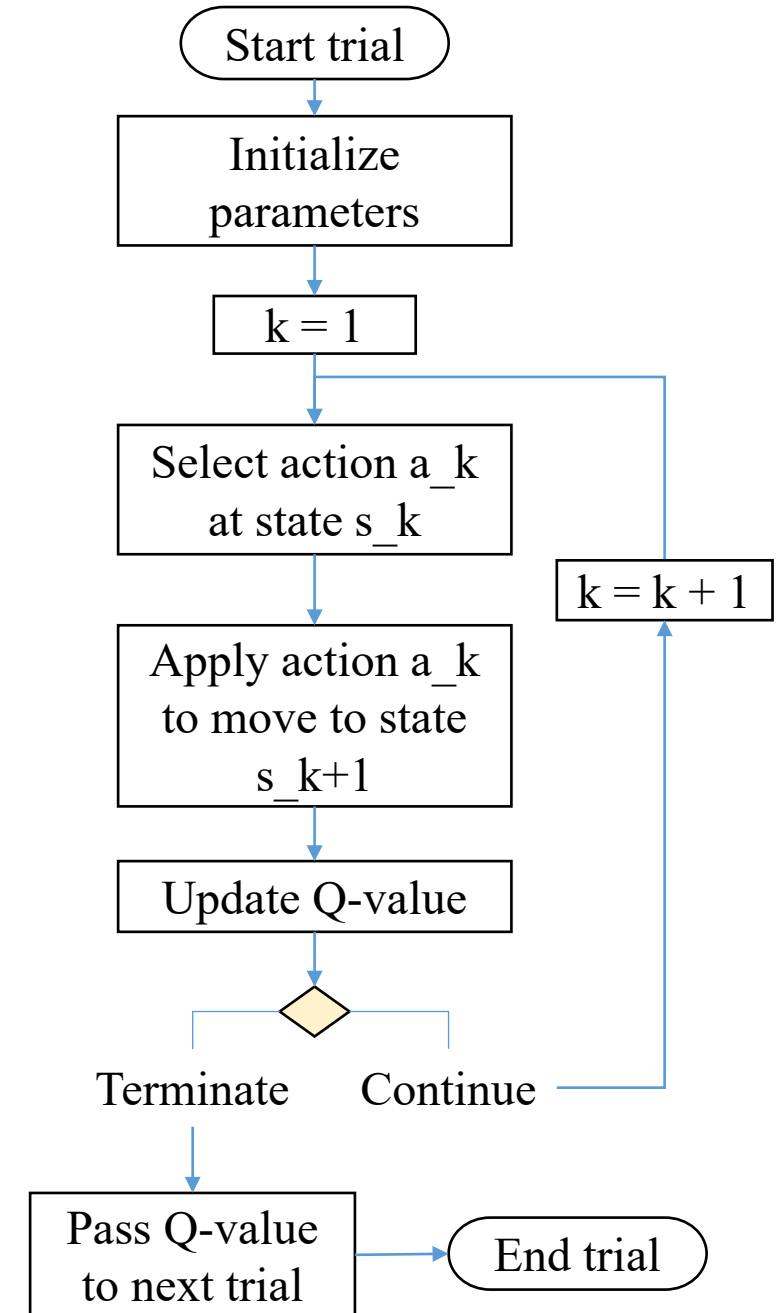 Start trial
Initialize
parameters
k = 1
Select action a_k
at state s_k
k = k + 1
Apply action a_k
to move to state
s_k+1
Update Q-value
Terminate
Continue
Pass Q-value
to next trial
End trial